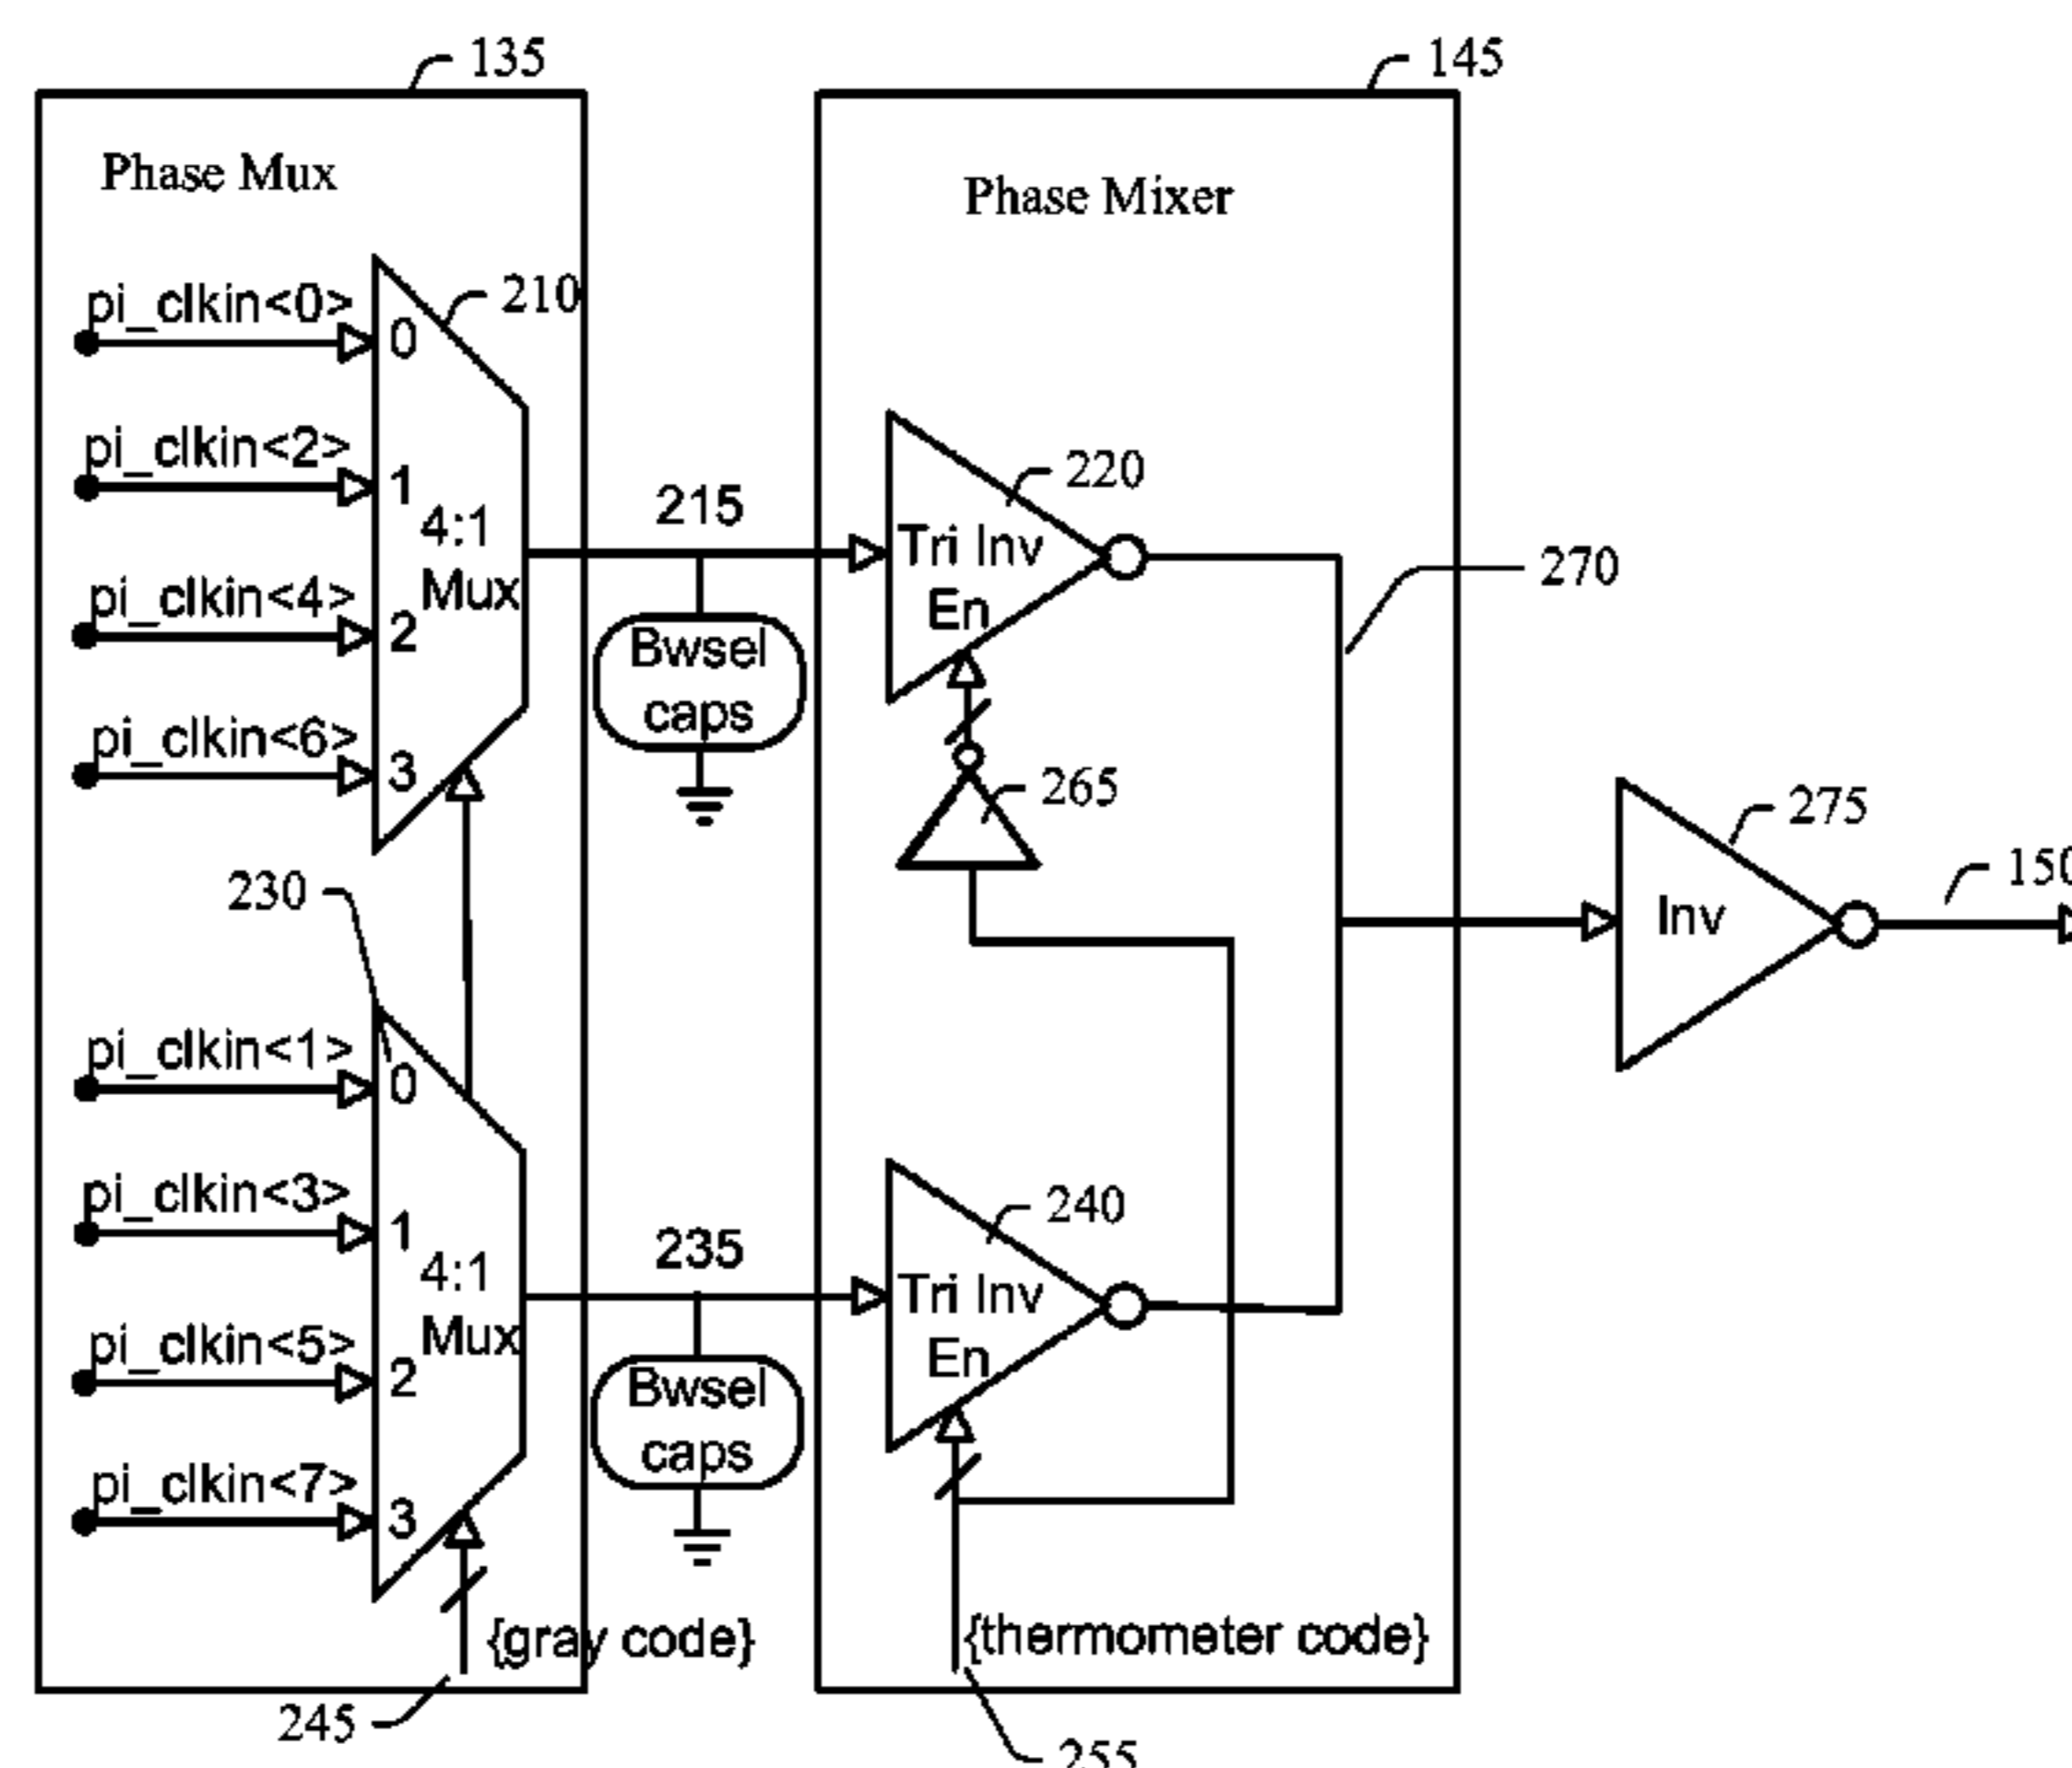 135
145
Phase Mux
Phase Mixer
pi_clkin<0>
0
210
pi_clkin<2>
1
4:1
Mux
pi_clkin<4>
2
pi_clkin<6>
3
215
Bwsel
caps
220
Tri Inv
En
265
270
275
Inv
150
230
pi_clkin<1>
0
pi_clkin<3>
1
4:1
Mux
pi_clkin<5>
2
pi_clkin<7>
3
235
Bwsel
caps
240
Tri Inv
En
{gray code}
{thermometer code}
245
255